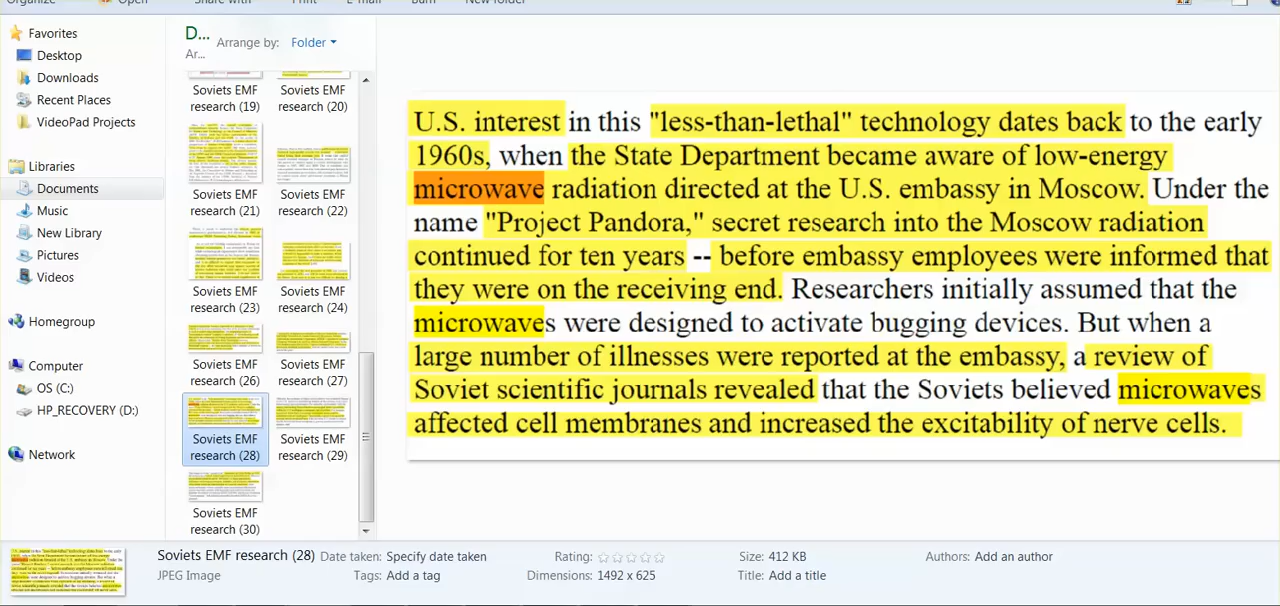 Organize
Open
Share with
Print
E-mail
Burn
New folder
Favorites
Desktop
Downloads
Recent Places
VideoPad Projects
Libraries
Documents
Music
New Library
Pictures
Videos
Homegroup
Computer
OS (C:)
HP_RECOVERY (D:)
Network
D...
Ar...
Arrange by: Folder
Soviets EMF research (19)
Soviets EMF research (20)
Soviets EMF research (21)
Soviets EMF research (22)
Soviets EMF research (23)
Soviets EMF research (24)
Soviets EMF research (26)
Soviets EMF research (27)
Soviets EMF research (28)
Soviets EMF research (29)
Soviets EMF research (30)
U.S. interest in this "less-than-lethal" technology dates back to the early
1960s, when the State Department became aware of low-energy
microwave radiation directed at the U.S. embassy in Moscow. Under the
name "Project Pandora," secret research into the Moscow radiation
continued for ten years -- before embassy employees were informed that
they were on the receiving end. Researchers initially assumed that the
microwaves were designed to activate bugging devices. But when a
large number of illnesses were reported at the embassy, a review of
Soviet scientific journals revealed that the Soviets believed microwaves
affected cell membranes and increased the excitability of nerve cells.
Soviets EMF research (28) Date taken: Specify date taken Rating: Size: 412 KB Authors: Add an author
JPEG Image Tags: Add a tag Dimensions: 1492 x 625 Title: Add a title